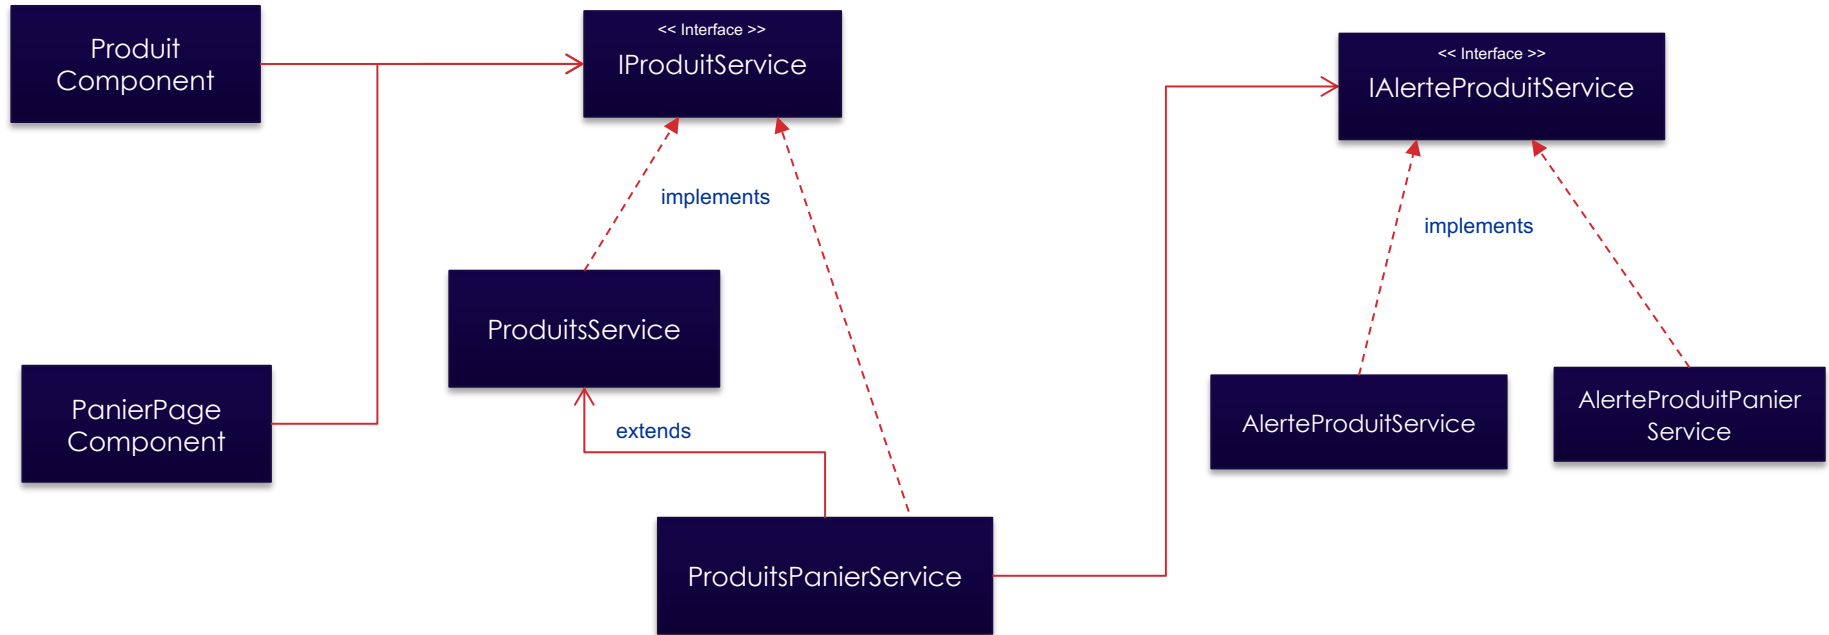 Produit
Component
<< Interface >>
IProduitService
<< Interface >>
IAlerteProduitService
implements
implements
ProduitsService
PanierPage
Component
extends
AlerteProduitService
AlerteProduitPanier
Service
ProduitsPanierService